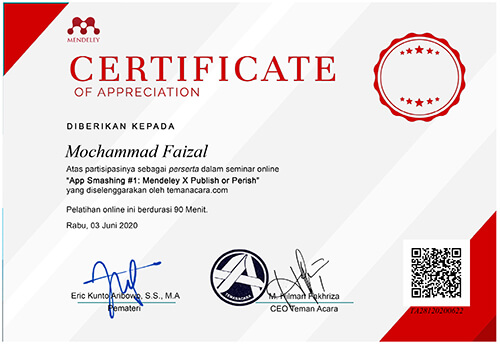 MENDELEY
CERTIFICATE
OF APPRECIATION
DIBERIKAN KEPADA
Mochammad Faizal
Atas partisipasinya sebagai perserta dalam seminar online
"App Smashing #1: Mendeley X Publish or Perish"
yang diselenggarakan oleh temanacara.com
Pelatihan online ini berdurasi 90 Menit.
Rabu, 03 Juni 2020
TEMANACARA
Eric Kunto Aribowo, S.S., M.A
Pemateri
M. Hilmart Fakhriza
CEO Teman Acara
TA28120200622